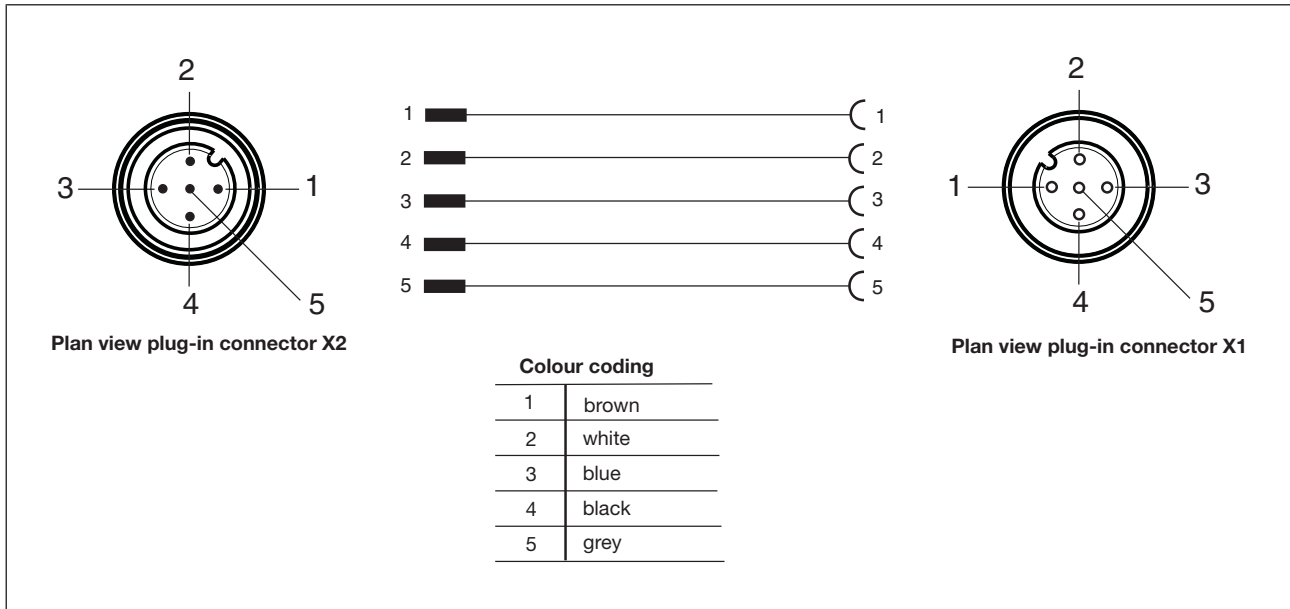 2
3
1
4
5
Plan view plug-in connector X2
1 1
2 2
3 3
4 4
5 5
2
1
3
4
5
Plan view plug-in connector X1
Colour coding
1 brown
2 white
3 blue
4 black
5 grey